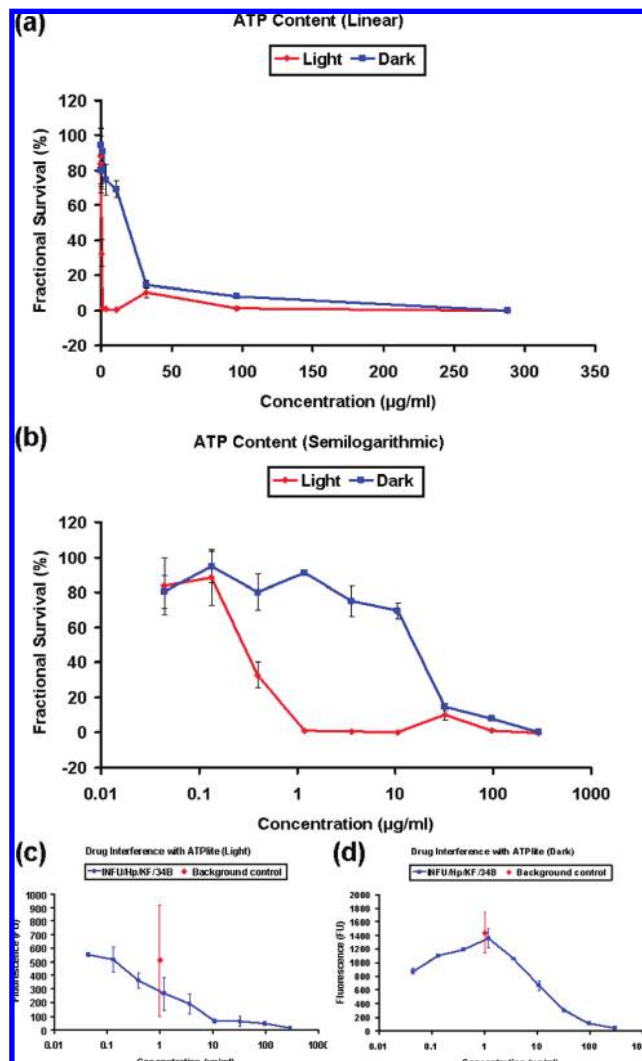 (a)
ATP Content (Linear)
Light Dark
120
100
80
60
40
20
0
-20
0 50 100 150 200 250 300 350
Fractional Survival (%)
Concentration (µg/ml)
(b)
ATP Content (Semilogarithmic)
Light Dark
120
100
80
60
40
20
0
-20
0.01 0.1 1 10 100 1000
Fractional Survival (%)
Concentration (µg/ml)
(c)
Drug Interference with ATPlite (Light)
INFU/Hp/KF/34B Background control
1000
900
800
700
600
500
400
300
200
100
0
0.01 0.1 1 10 100 1000
Fluorescence (FU)
(d)
Drug Interference with ATPlite (Dark)
INFU/Hp/KF/34B Background control
2000
1800
1600
1400
1200
1000
800
600
400
200
0
0.01 0.1 1 10 100
Fluorescence (FU)